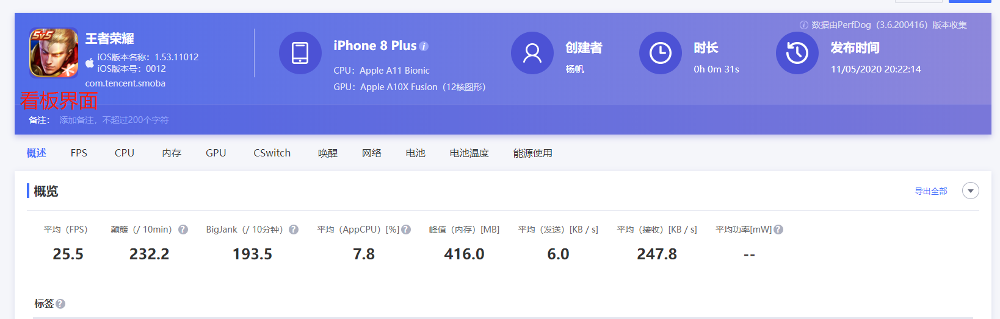 数据由PerfDog（3.6.200416）版本收集
5v5
王者荣耀
iOS版本名称：1.53.11012
iOS版本号：0012
com.tencent.smoba
iPhone 8 Plus
CPU：Apple A11 Bionic
GPU：Apple A10X Fusion（12核图形）
创建者
杨帆
时长
0h 0m 31s
发布时间
11/05/2020 20:22:14
看板界面
备注： 添加备注，不超过200个字符
概述 FPS CPU 内存 GPU CSwitch 唤醒 网络 电池 电池温度 能源使用
概览 导出全部
平均（FPS） 颠簸（/ 10min） BigJank（/ 10分钟） 平均（AppCPU）[%] 峰值（内存）[MB] 平均（发送）[KB / s] 平均（接收）[KB / s] 平均功率[mW]
25.5 232.2 193.5 7.8 416.0 6.0 247.8 --
标签